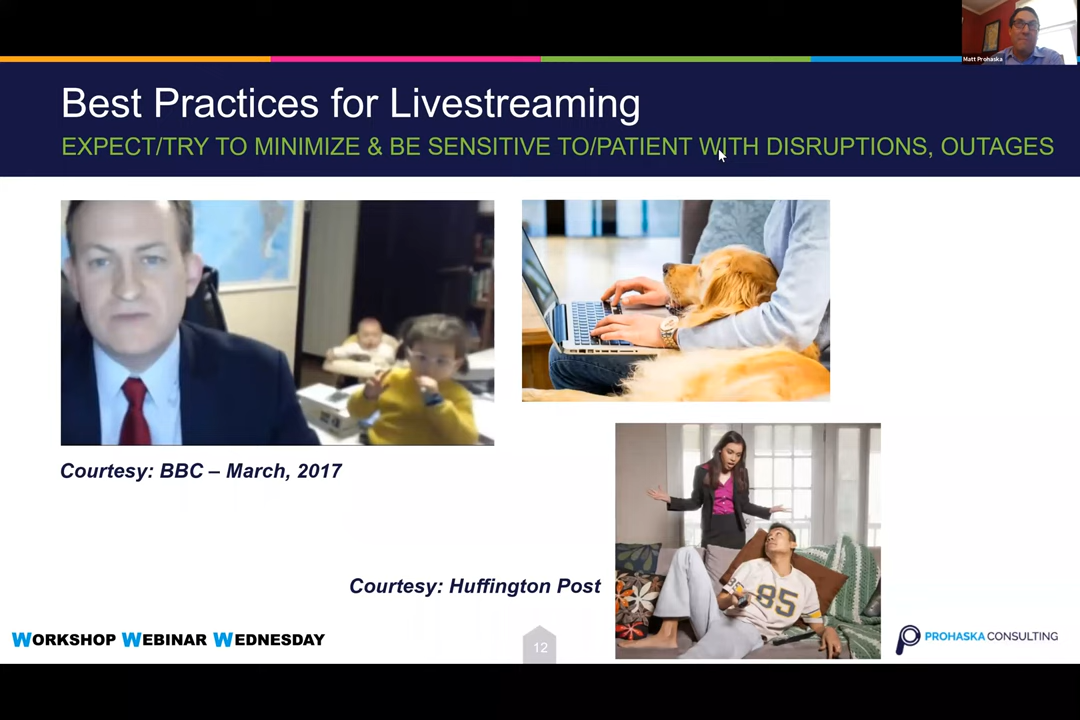 Matt Prohaska
Best Practices for Livestreaming
EXPECT/TRY TO MINIMIZE & BE SENSITIVE TO/PATIENT WITH DISRUPTIONS, OUTAGES
Courtesy: BBC – March, 2017
85
85
Courtesy: Huffington Post
WORKSHOP WEBINAR WEDNESDAY
12
PROHASKA CONSULTING